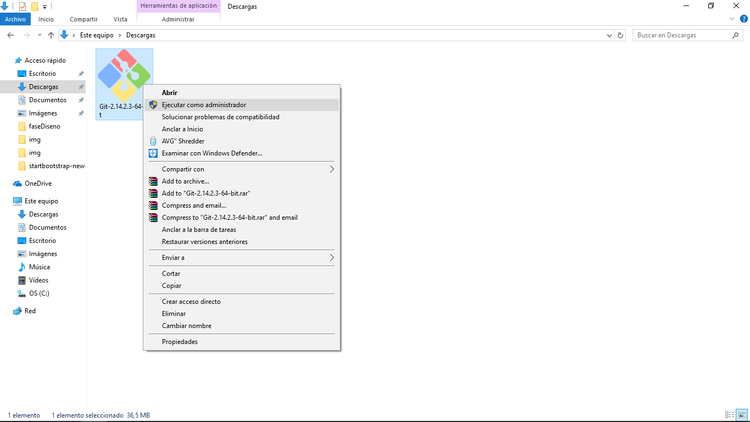 Herramientas de aplicación
Descargas
Archivo
Inicio
Compartir
Vista
Administrar
Este equipo > Descargas
Buscar en Descargas
Acceso rápido
Escritorio
Descargas
Documentos
Imágenes
faseDiseno
img
img
startbootstrap-new-
OneDrive
Este equipo
Descargas
Documentos
Escritorio
Imágenes
Música
Vídeos
OS (C:)
Red
Git-2.14.2.3-64-
t
Abrir
Ejecutar como administrador
Solucionar problemas de compatibilidad
Anclar a Inicio
AVG™ Shredder
Examinar con Windows Defender...
Compartir con
Add to archive...
Add to "Git-2.14.2.3-64-bit.rar"
Compress and email...
Compress to "Git-2.14.2.3-64-bit.rar" and email
Anclar a la barra de tareas
Restaurar versiones anteriores
Enviar a
Cortar
Copiar
Crear acceso directo
Eliminar
Cambiar nombre
Propiedades
1 elemento
1 elemento seleccionado 36,5 MB